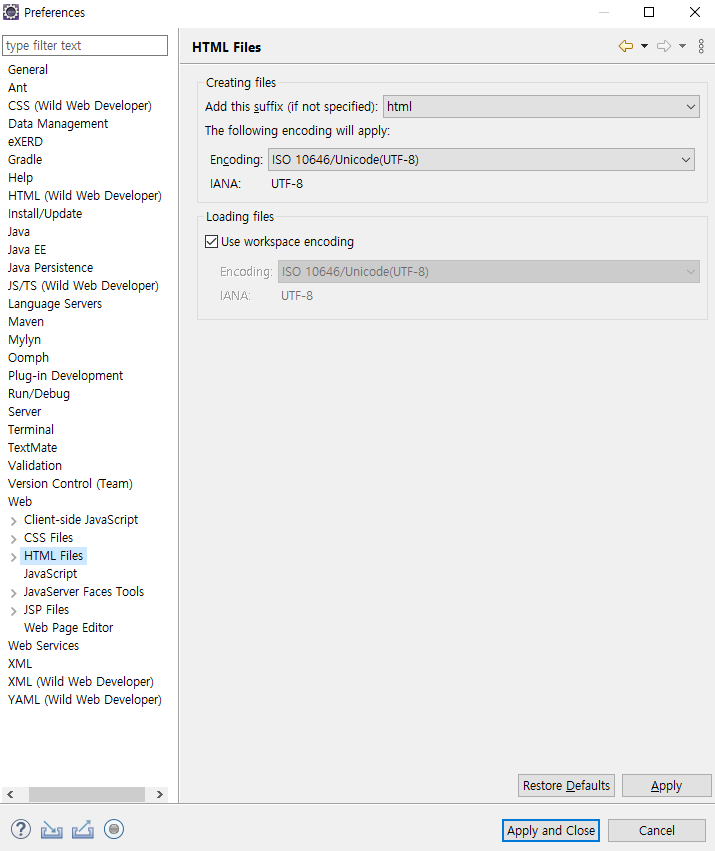 Preferences
type filter text
General
Ant
CSS (Wild Web Developer)
Data Management
eXERD
Gradle
Help
HTML (Wild Web Developer)
Install/Update
Java
Java EE
Java Persistence
JS/TS (Wild Web Developer)
Language Servers
Maven
Mylyn
Oomph
Plug-in Development
Run/Debug
Server
Terminal
TextMate
Validation
Version Control (Team)
Web
Client-side JavaScript
CSS Files
HTML Files
JavaScript
JavaServer Faces Tools
JSP Files
Web Page Editor
Web Services
XML
XML (Wild Web Developer)
YAML (Wild Web Developer)
HTML Files
Creating files
Add this suffix (if not specified): html
The following encoding will apply:
Encoding: ISO 10646/Unicode(UTF-8)
IANA: UTF-8
Loading files
Use workspace encoding
Encoding: ISO 10646/Unicode(UTF-8)
IANA: UTF-8
Restore Defaults Apply
Apply and Close Cancel